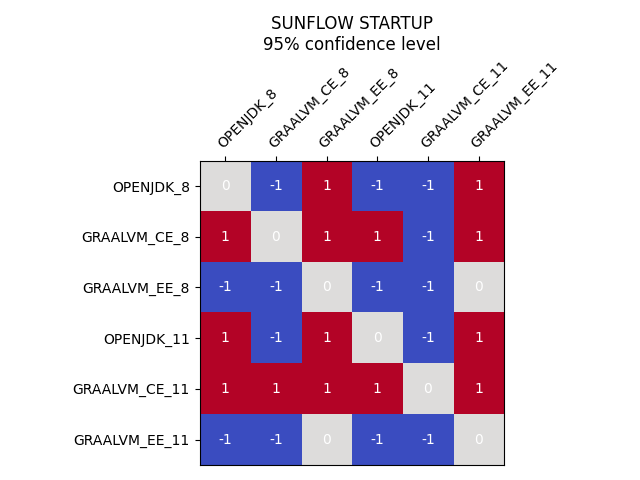 SUNFLOW STARTUP
95% confidence level
OPENJDK_8 GRAALVM_CE_8 GRAALVM_EE_8 OPENJDK_11 GRAALVM_CE_11 GRAALVM_EE_11
OPENJDK_8 0 -1 1 -1 -1 1
GRAALVM_CE_8 1 0 1 1 -1 1
GRAALVM_EE_8 -1 -1 0 -1 -1 0
OPENJDK_11 1 -1 1 0 -1 1
GRAALVM_CE_11 1 1 1 1 0 1
GRAALVM_EE_11 -1 -1 0 -1 -1 0